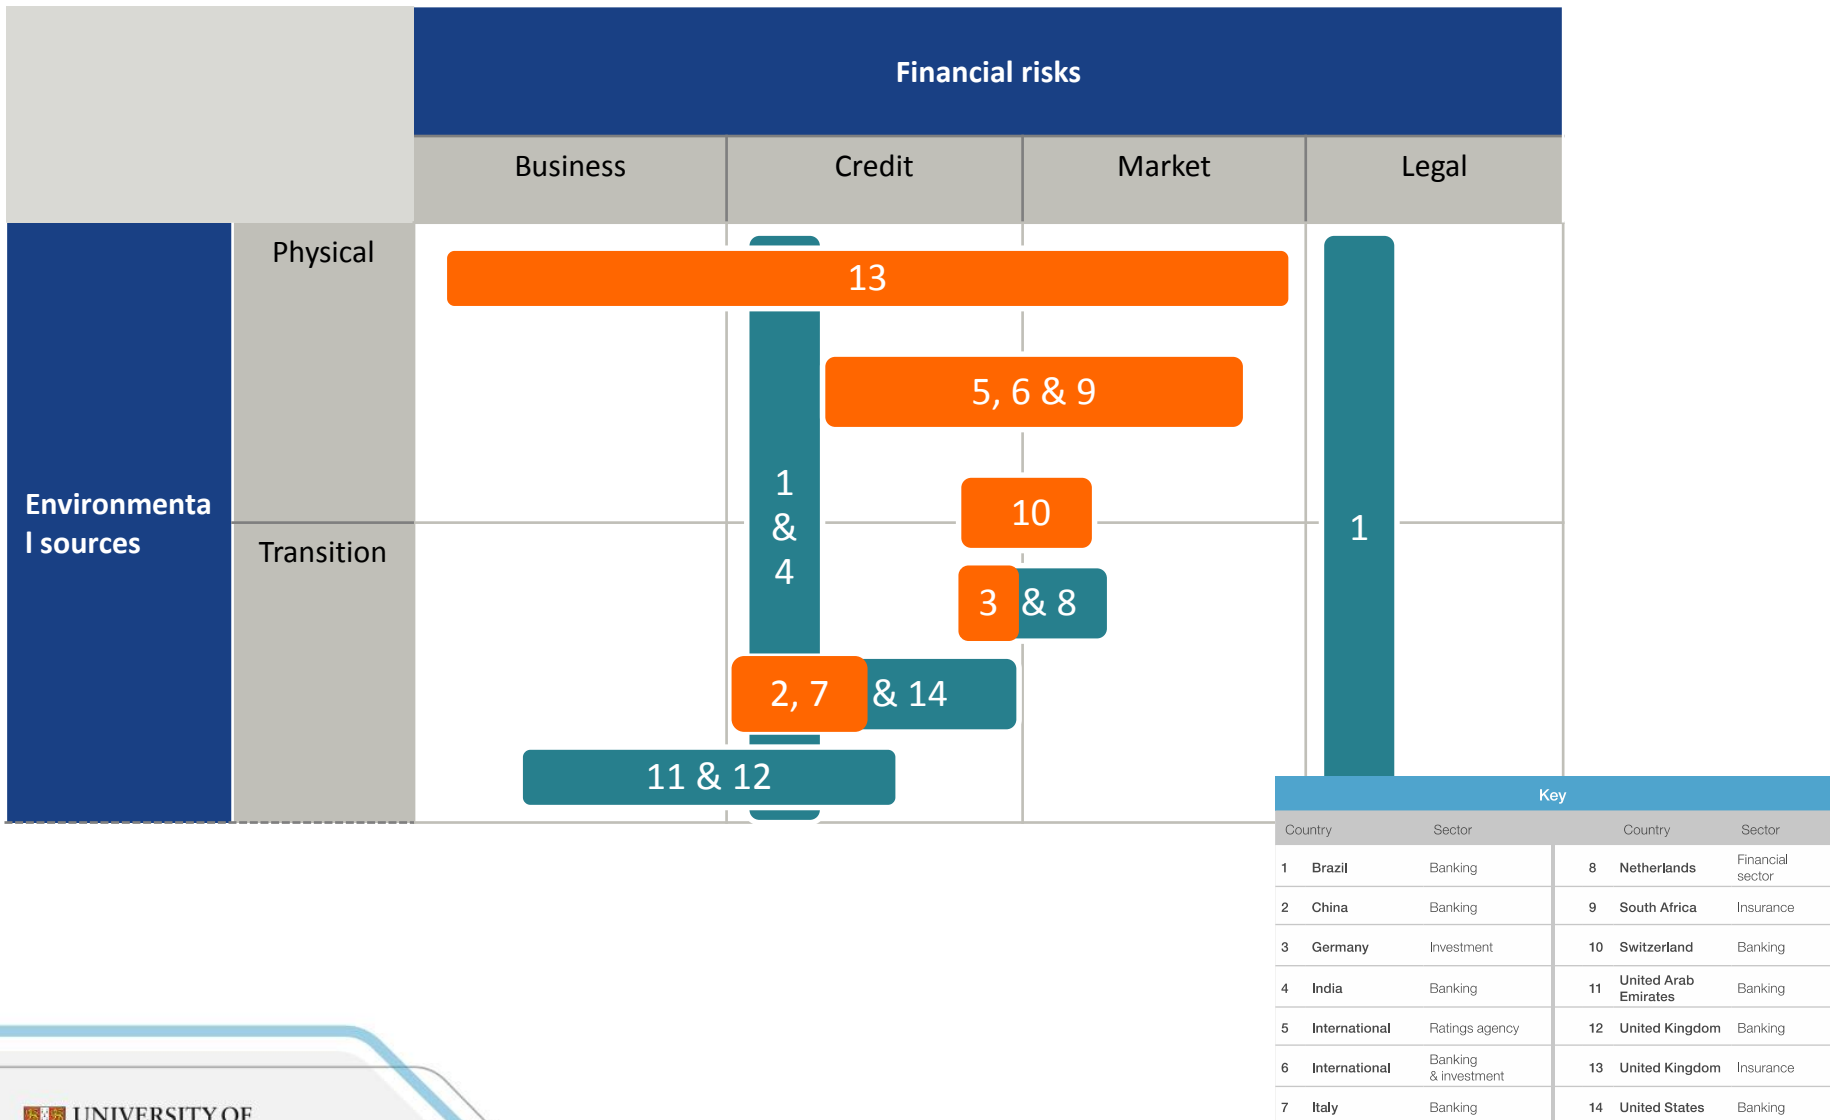 Financial risks
Business Credit Market Legal
Physical
13
5, 6 & 9
10
1
&
4
1
Environmenta
l sources
Transition
3 & 8
2, 7 & 14
11 & 12
Key
Country Sector Country Sector
1 Brazil Banking 8 Netherlands Financial
sector
2 China Banking 9 South Africa Insurance
3 Germany Investment 10 Switzerland Banking
4 India Banking 11 United Arab
Emirates Banking
5 International Ratings agency 12 United Kingdom Banking
6 International Banking
& investment 13 United Kingdom Insurance
7 Italy Banking 14 United States Banking
UNIVERSITY OF